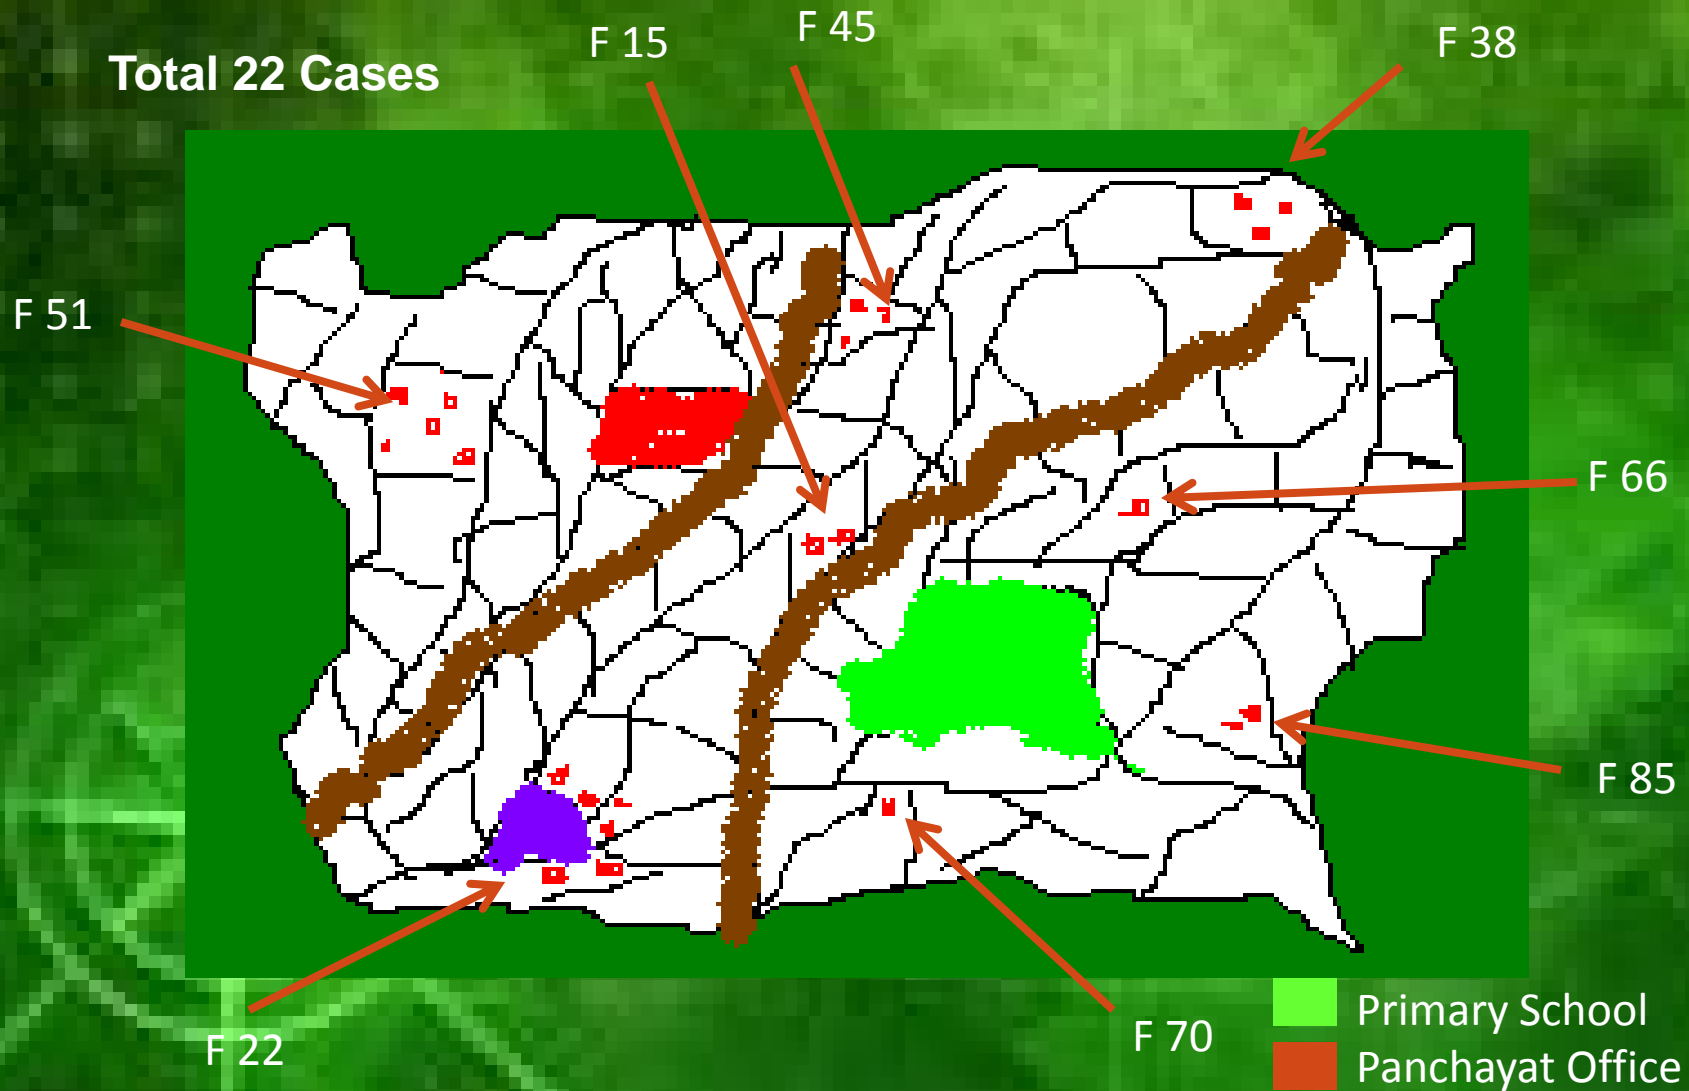 Total 22 Cases
F 15
F 45
F 38
F 51
F 66
F 85
F 22
F 70
Primary School
Panchayat Office